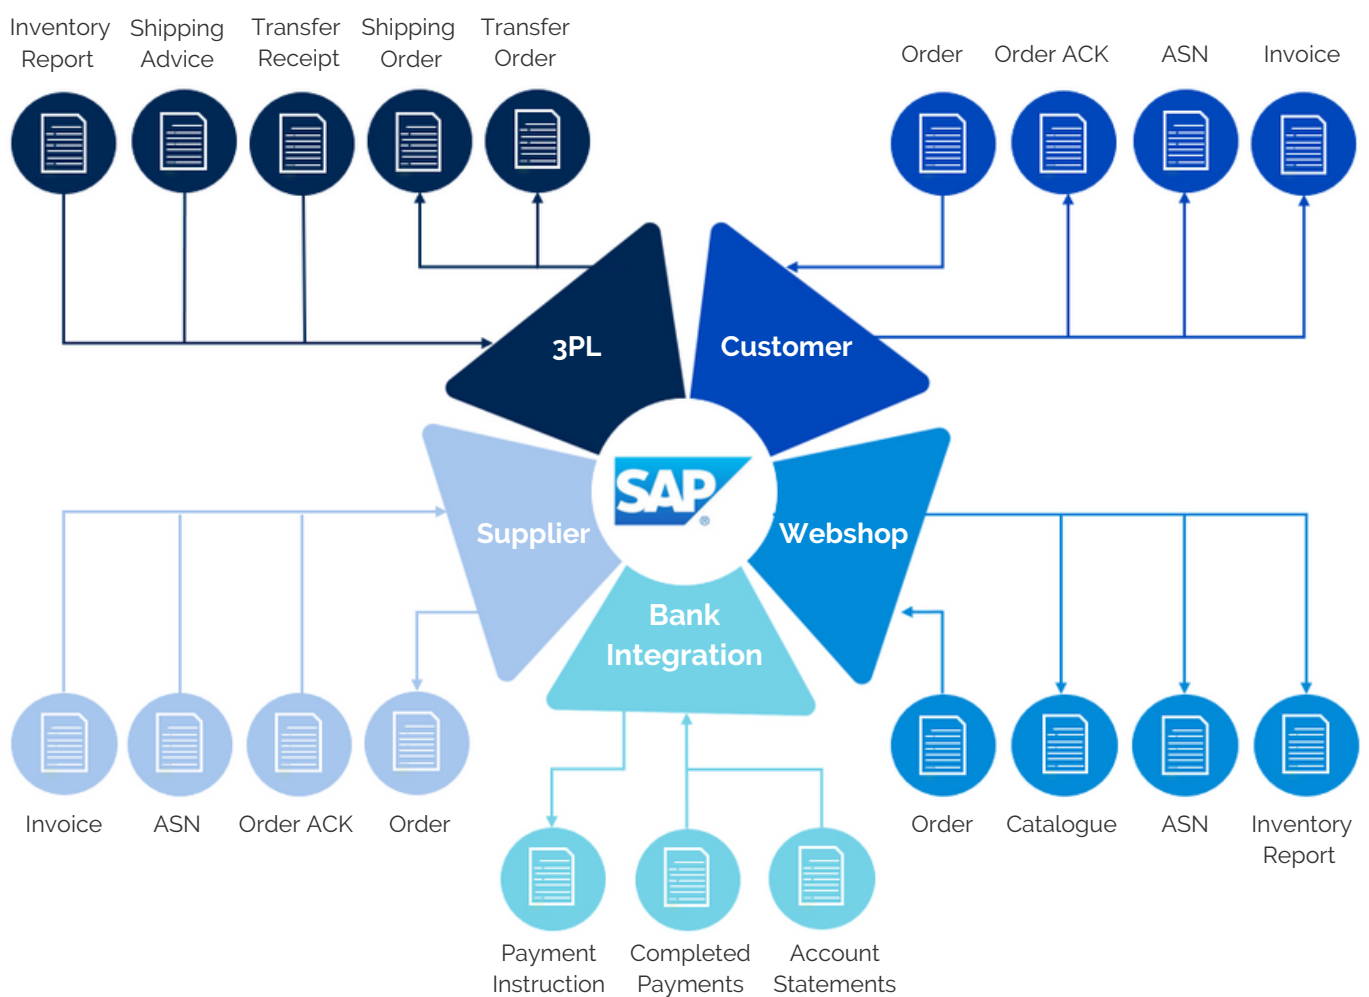 Inventory
Report
Shipping
Advice
Transfer
Receipt
Shipping
Order
Transfer
Order
Order
Order ACK
ASN
Invoice
3PL
Customer
SAP
®
Supplier
Webshop
Bank
Integration
Invoice
ASN
Order ACK
Order
Order
Catalogue
ASN
Inventory
Report
Payment
Instruction
Completed
Payments
Account
Statements